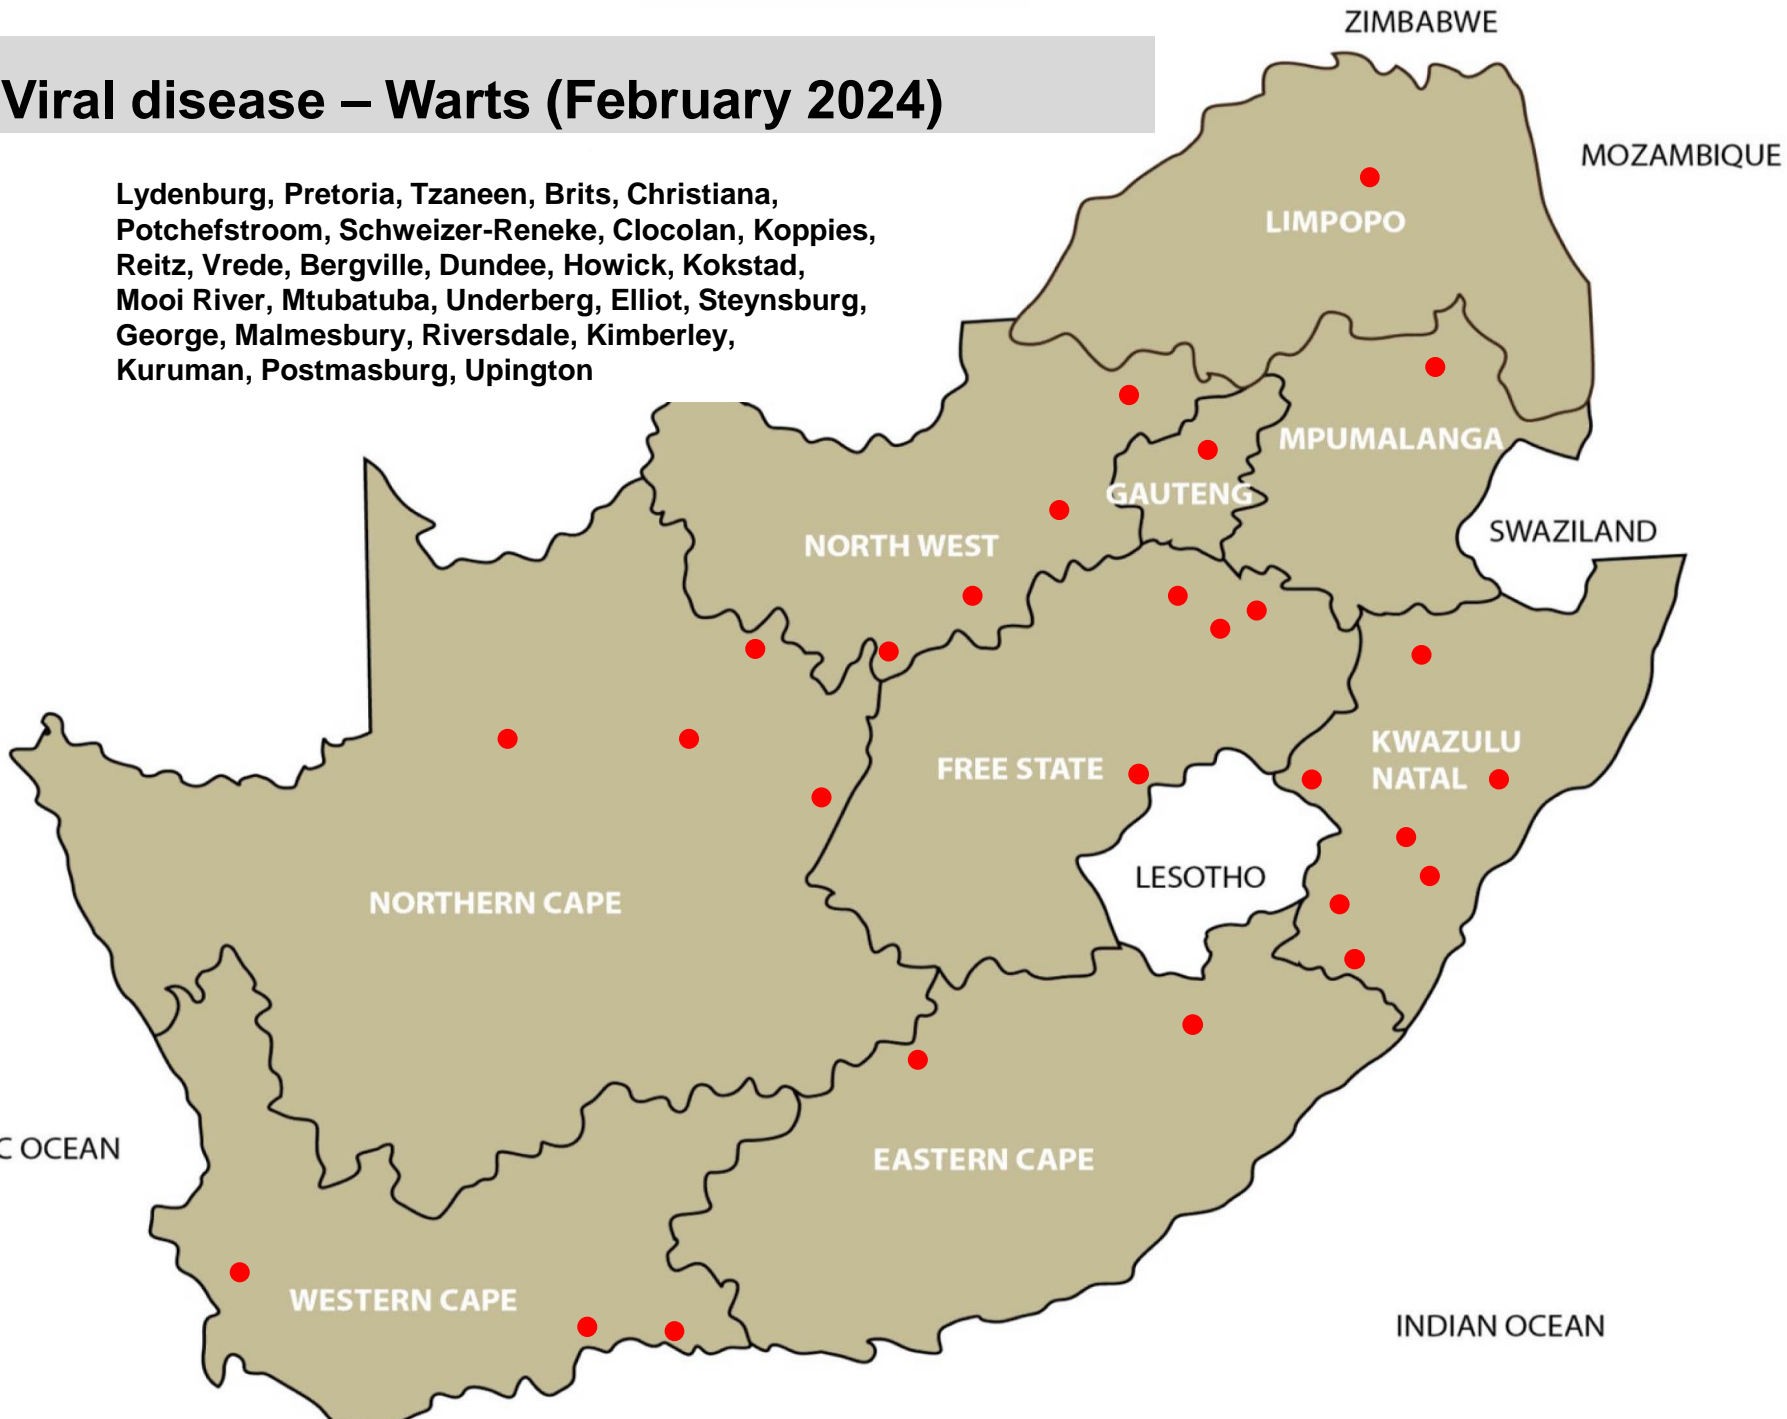 ZIMBABWE
Viral disease – Warts (February 2024)
MOZAMBIQUE
Lydenburg, Pretoria, Tzaneen, Brits, Christiana,
Potchefstroom, Schweizer-Reneke, Clocolan, Koppies,
Reitz, Vrede, Bergville, Dundee, Howick, Kokstad,
Mooi River, Mtubatuba, Underberg, Elliot, Steynsburg,
George, Malmesbury, Riversdale, Kimberley,
Kuruman, Postmasburg, Upington
LIMPOPO
MPUMALANGA
GAUTENG
SWAZILAND
NORTH WEST
KWAZULU
NATAL
FREE STATE
LESOTHO
NORTHERN CAPE
C OCEAN
EASTERN CAPE
WESTERN CAPE
INDIAN OCEAN